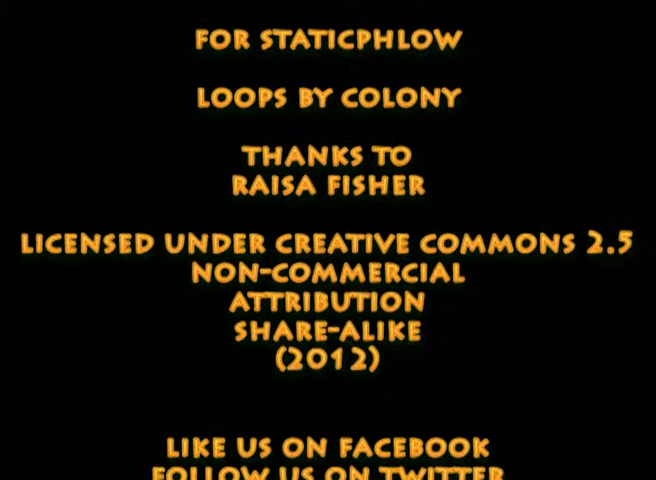 FOR STATICPHLOW
LOOPS BY COLONY
THANKS TO
RAISA FISHER
LICENSED UNDER CREATIVE COMMONS 2.5
NON-COMMERCIAL
ATTRIBUTION
SHARE-ALIKE
(2012)
LIKE US ON FACEBOOK
FOLLOW US ON TWITTER